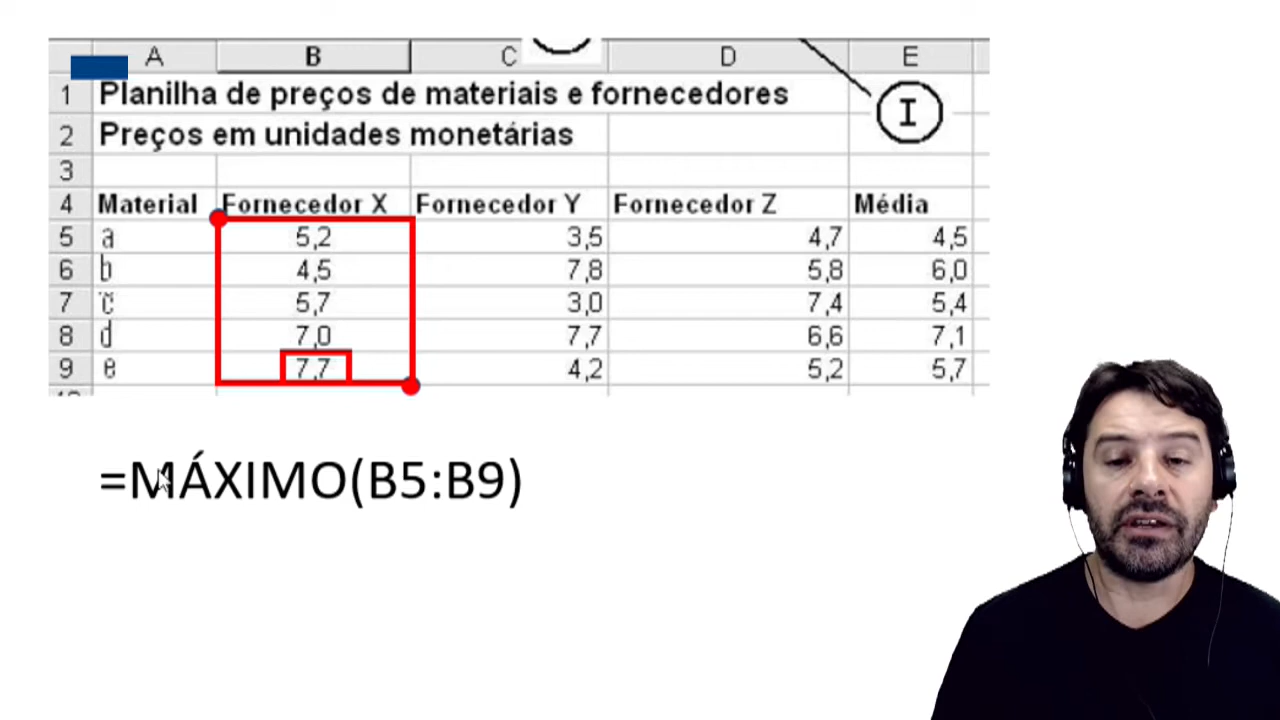 A B C D E
1 Planilha de preços de materiais e fornecedores
I
2 Preços em unidades monetárias
3
4 Material Fornecedor X Fornecedor Y Fornecedor Z Média
5 a 5,2 3,5 4,7 4,5
6 b 4,5 7,8 5,8 6,0
7 c 5,7 3,0 7,4 5,4
8 d 7,0 7,7 6,6 7,1
9 e 7,7 4,2 5,2 5,7
=MÁXIMO(B5:B9)